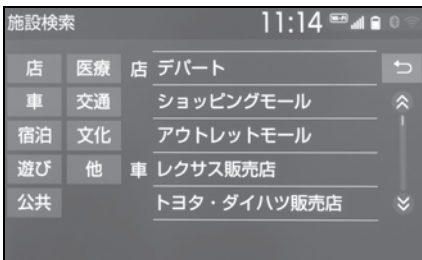 施設検索 11:14
店 医療 店 デパート
車 交通 ショッピングモール
宿泊 文化 アウトレットモール
遊び 他 車 レクサス販売店
公共 トヨタ・ダイハツ販売店